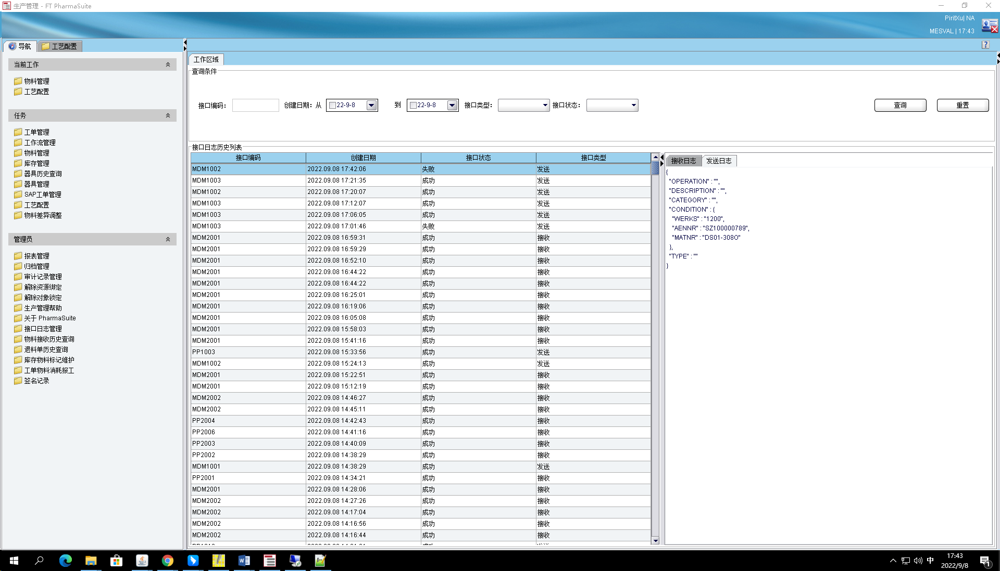 生产管理 - FT PharmaSuite
PiritXu| NA
MESVAL | 17:43
导航
工艺配置
当前工作
物料管理
工艺配置
任务
工单管理
工作流管理
物料管理
库存管理
器具历史查询
器具管理
SAP工单管理
工艺配置
物料差异调整
管理员
报表管理
归档管理
审计记录管理
解除资源绑定
解除对象锁定
生产管理帮助
关于 PharmaSuite
接口日志管理
物料接收历史查询
退料单历史查询
库存物料标记维护
工单物料消耗报工
签名记录
工作区域
查询条件
接口编码： 创建日期：从 22-9-8 到 22-9-8 接口类型： 接口状态： 查询 重置
接口日志历史列表
接口编码 创建日期 接口状态 接口类型
MDM1002 2022.09.08 17:42:06 失败 发送
MDM1003 2022.09.08 17:21:35 成功 发送
MDM1002 2022.09.08 17:20:07 成功 发送
MDM1003 2022.09.08 17:12:07 成功 发送
MDM1003 2022.09.08 17:06:05 成功 发送
MDM1003 2022.09.08 17:01:46 失败 发送
MDM2001 2022.09.08 16:59:31 成功 接收
MDM2001 2022.09.08 16:59:29 成功 接收
MDM2001 2022.09.08 16:52:10 成功 接收
MDM2001 2022.09.08 16:44:22 成功 接收
MDM2001 2022.09.08 16:44:22 成功 接收
MDM2001 2022.09.08 16:25:01 成功 接收
MDM2001 2022.09.08 16:19:06 成功 接收
MDM2001 2022.09.08 16:05:08 成功 接收
MDM2001 2022.09.08 15:58:03 成功 接收
MDM2001 2022.09.08 15:41:16 成功 接收
PP1003 2022.09.08 15:33:56 成功 发送
MDM1002 2022.09.08 15:24:13 成功 发送
MDM2001 2022.09.08 15:22:51 成功 接收
MDM2001 2022.09.08 15:12:19 成功 接收
MDM2002 2022.09.08 14:46:27 成功 接收
MDM2002 2022.09.08 14:45:11 成功 接收
PP2004 2022.09.08 14:42:43 成功 接收
PP2006 2022.09.08 14:41:16 成功 接收
PP2003 2022.09.08 14:40:09 成功 接收
PP2002 2022.09.08 14:38:29 成功 接收
MDM1001 2022.09.08 14:38:29 成功 发送
PP2001 2022.09.08 14:34:21 成功 接收
MDM2001 2022.09.08 14:28:06 成功 接收
MDM2002 2022.09.08 14:27:26 成功 接收
MDM2002 2022.09.08 14:17:04 成功 接收
MDM2002 2022.09.08 14:16:56 成功 接收
MDM2002 2022.09.08 14:16:44 成功 接收
接收日志 发送日志
{
"OPERATION" : "",
"DESCRIPTION" : "",
"CATEGORY" : "",
"CONDITION" : {
"WERKS" : "1200",
"AENNR" : "SZ100000789",
"MATNR" : "DS01-308O"
},
"TYPE" : ""
}
中
17:43
2022/9/8
1